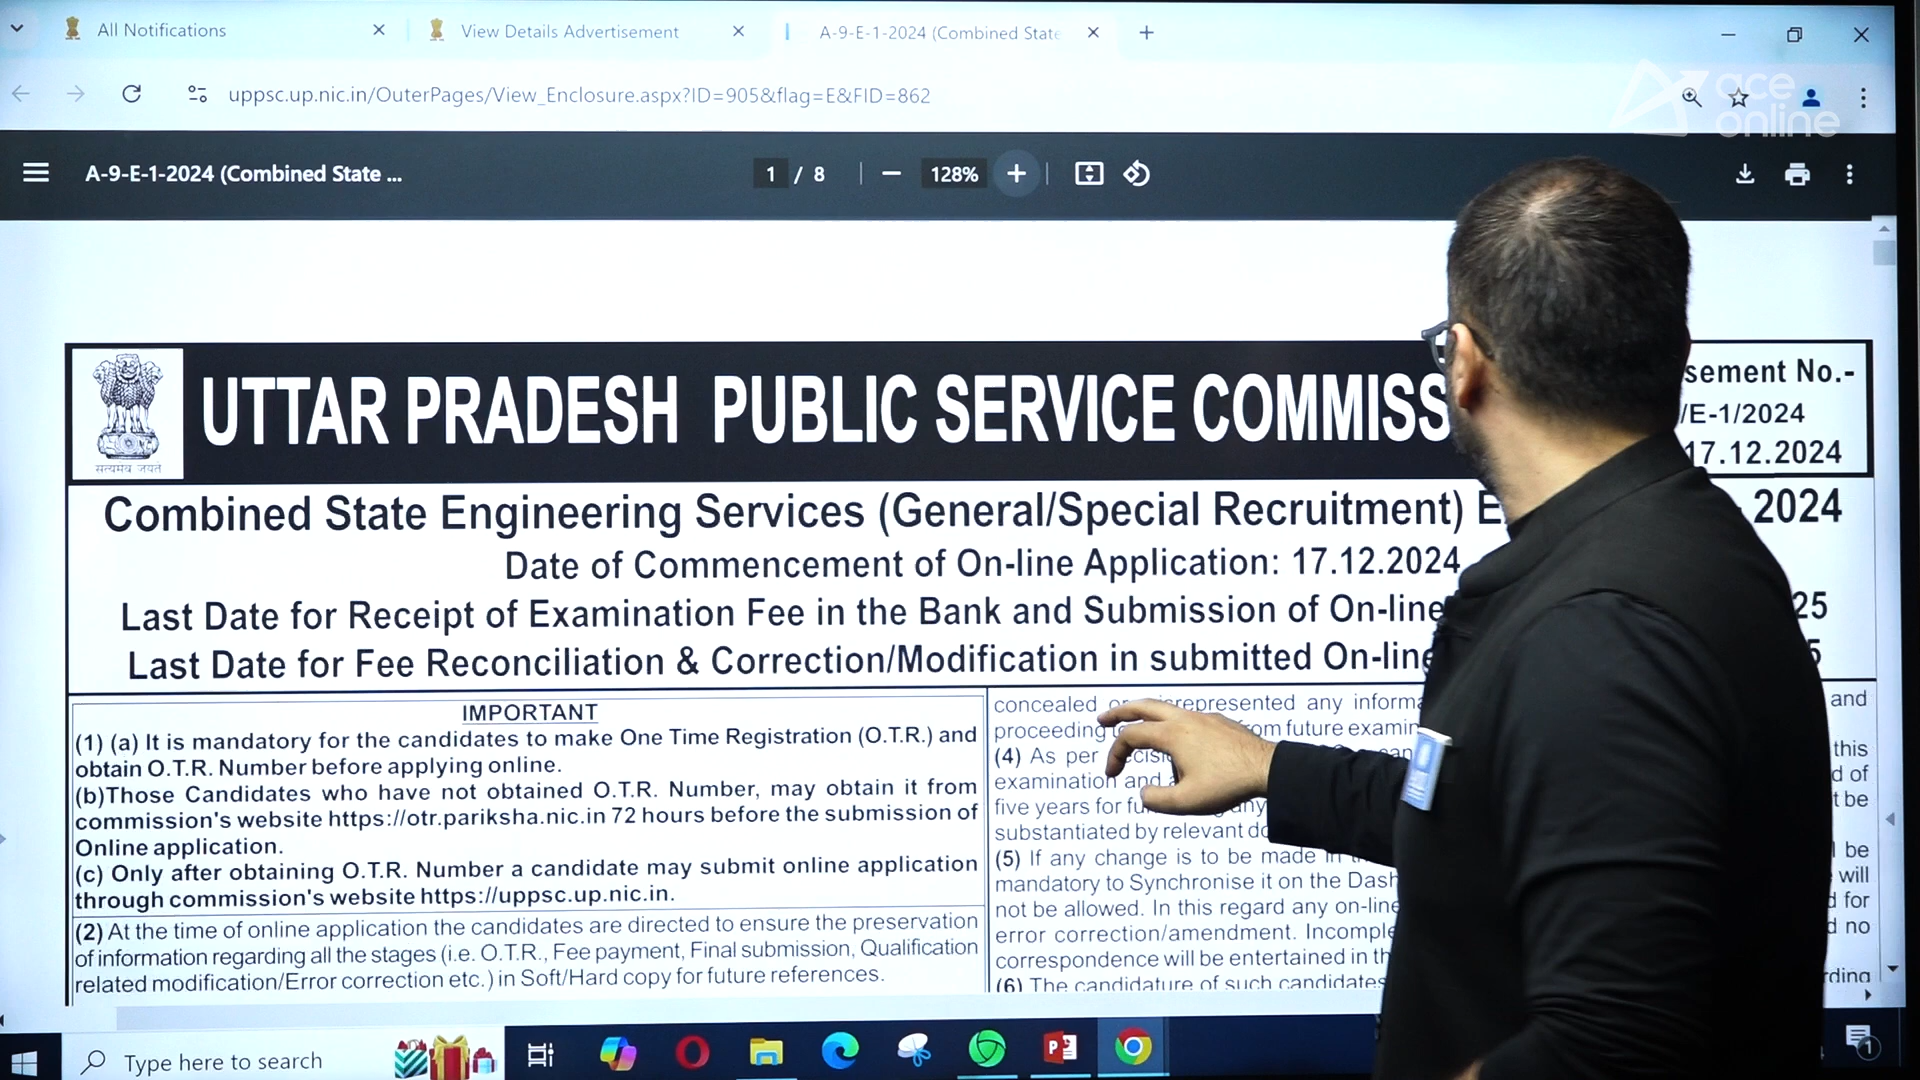 All Notifications
View Details Advertisement
A-9-E-1-2024 (Combined State
uppsc.up.nic.in/OuterPages/View_Enclosure.aspx?ID=905&flag=E&FID=862
ace online
A-9-E-1-2024 (Combined State ...
1 / 8
128%
UTTAR PRADESH PUBLIC SERVICE COMMISS
सत्यमेव जयते
sement No.-
/E-1/2024
17.12.2024
Combined State Engineering Services (General/Special Recruitment) E 2024
Date of Commencement of On-line Application: 17.12.2024
Last Date for Receipt of Examination Fee in the Bank and Submission of On-line 25
Last Date for Fee Reconciliation & Correction/Modification in submitted On-line
IMPORTANT
(1) (a) It is mandatory for the candidates to make One Time Registration (O.T.R.) and
obtain O.T.R. Number before applying online.
(b)Those Candidates who have not obtained O.T.R. Number, may obtain it from
commission's website https://otr.pariksha.nic.in 72 hours before the submission of
Online application.
(c) Only after obtaining O.T.R. Number a candidate may submit online application
through commission's website https://uppsc.up.nic.in.
(2) At the time of online application the candidates are directed to ensure the preservation
of information regarding all the stages (i.e. O.T.R., Fee payment, Final submission, Qualification
related modification/Error correction etc.) in Soft/Hard copy for future references.
concealed or represented any informa and
proceeding from future examin
(4) As per this
examination and d of
five years for any t be
substantiated by relevant do
(5) If any change is to be made in be
mandatory to Synchronise it on the Dash will
not be allowed. In this regard any on-line d for
error correction/amendment. Incomple d no
correspondence will be entertained in th
(6) The candidature of such candidates rding
Type here to search
1